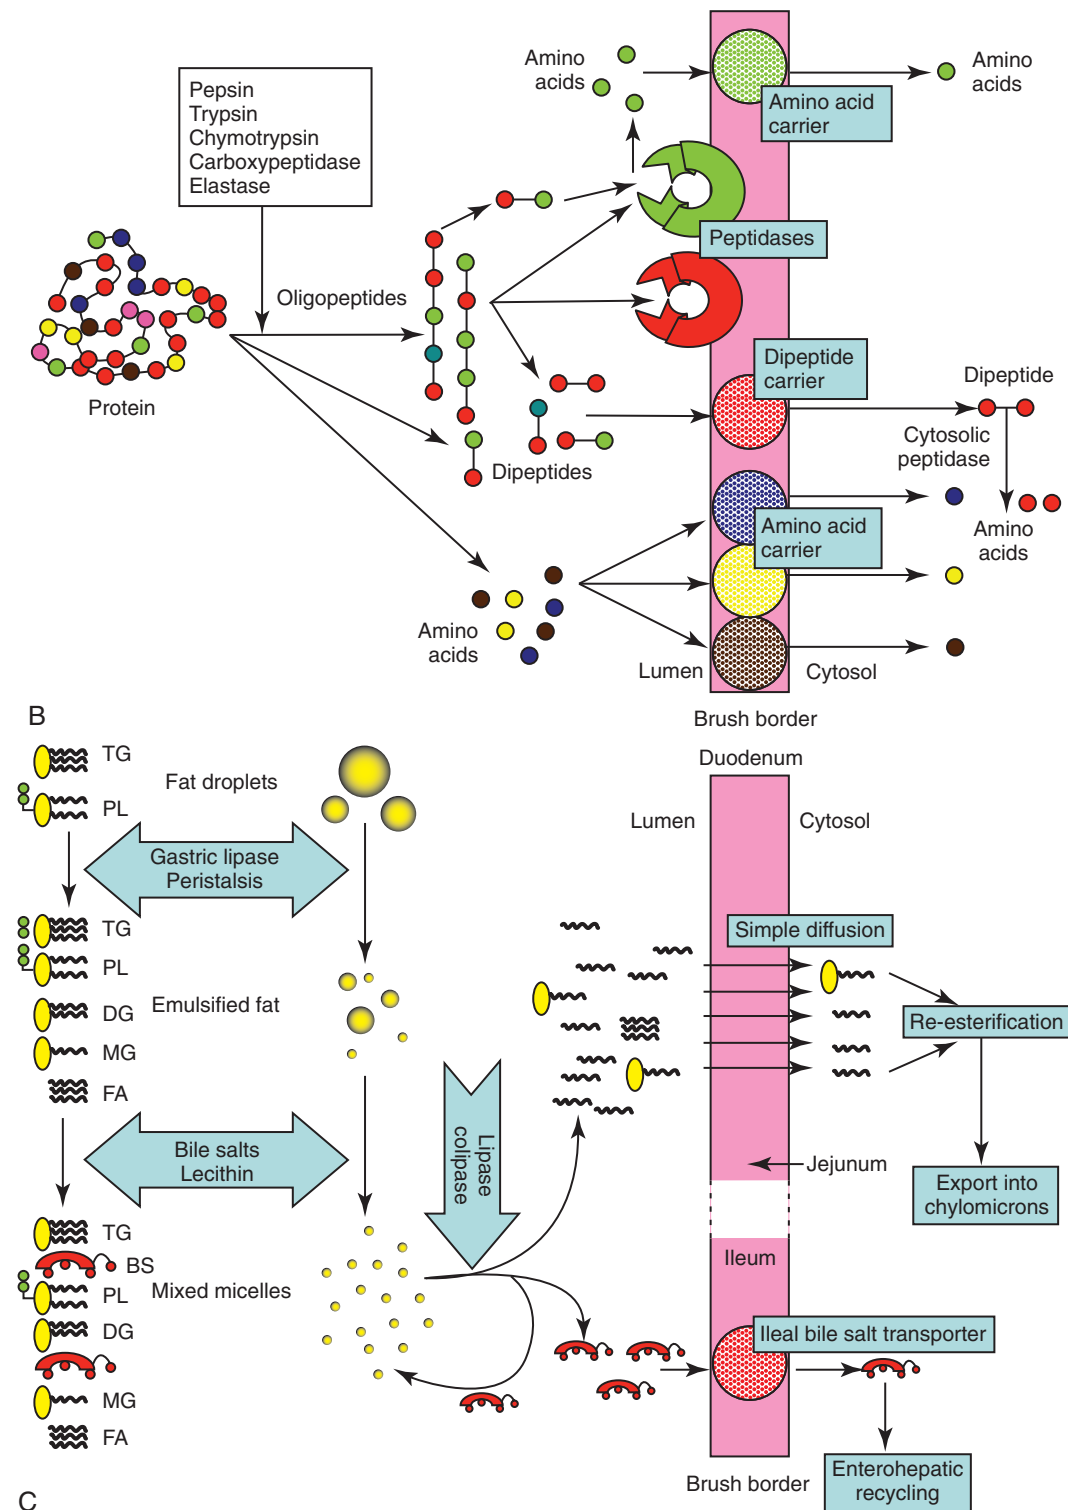 Amino
acids
Amino
acids
Pepsin
Trypsin
Chymotrypsin
Carboxypeptidase
Elastase
Amino acid
carrier
Peptidases
Oligopeptides
Protein
Dipeptide
carrier
Dipeptide
Cytosolic
peptidase
Dipeptides
Amino acid
carrier
Amino
acids
Amino
acids
Lumen
Cytosol
B
Brush border
TG
PL
Fat droplets
Duodenum
Lumen
Cytosol
Gastric lipase
Peristalsis
TG
PL
DG
MG
FA
Emulsified fat
Simple diffusion
Re-esterification
Bile salts
Lecithin
Lipase
colipase
Jejunum
Export into
chylomicrons
TG
BS
PL
DG
MG
FA
Mixed micelles
Ileum
Ileal bile salt transporter
Brush border
Enterohepatic
recycling
C